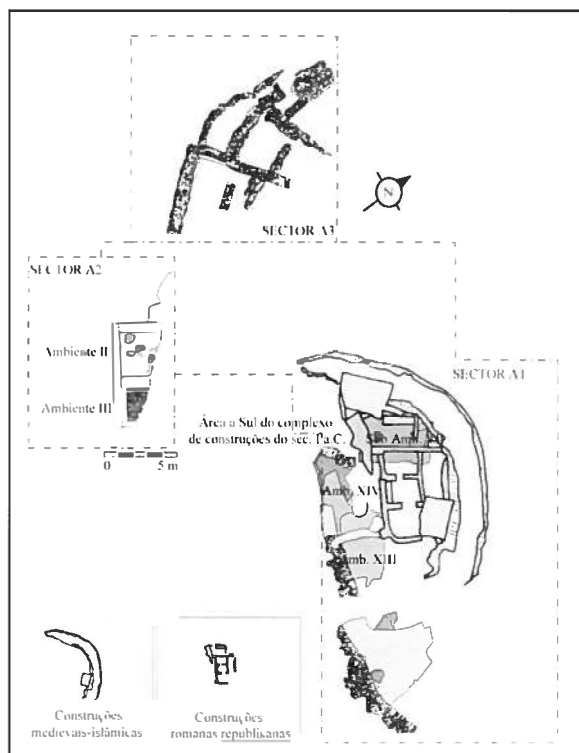 SECTOR A3
N
SECTOR A2
Ambiente II
Ambiente III
0 5 m
SECTOR A1
Área a Sul do complexo
de construções do séc. I a.C.
Amb. XIV
Amb. XIII
Construções
medievais-islâmicas
Construções
romanas republicanas